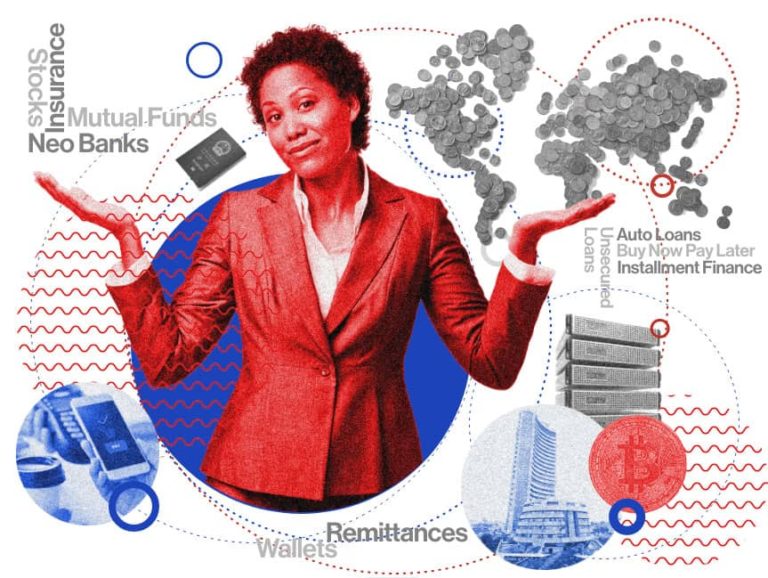 Stocks
Insurance
Mutual Funds
Neo Banks
Unsecured
Loans
Auto Loans
Buy Now Pay Later
Installment Finance
Remittances
Wallets